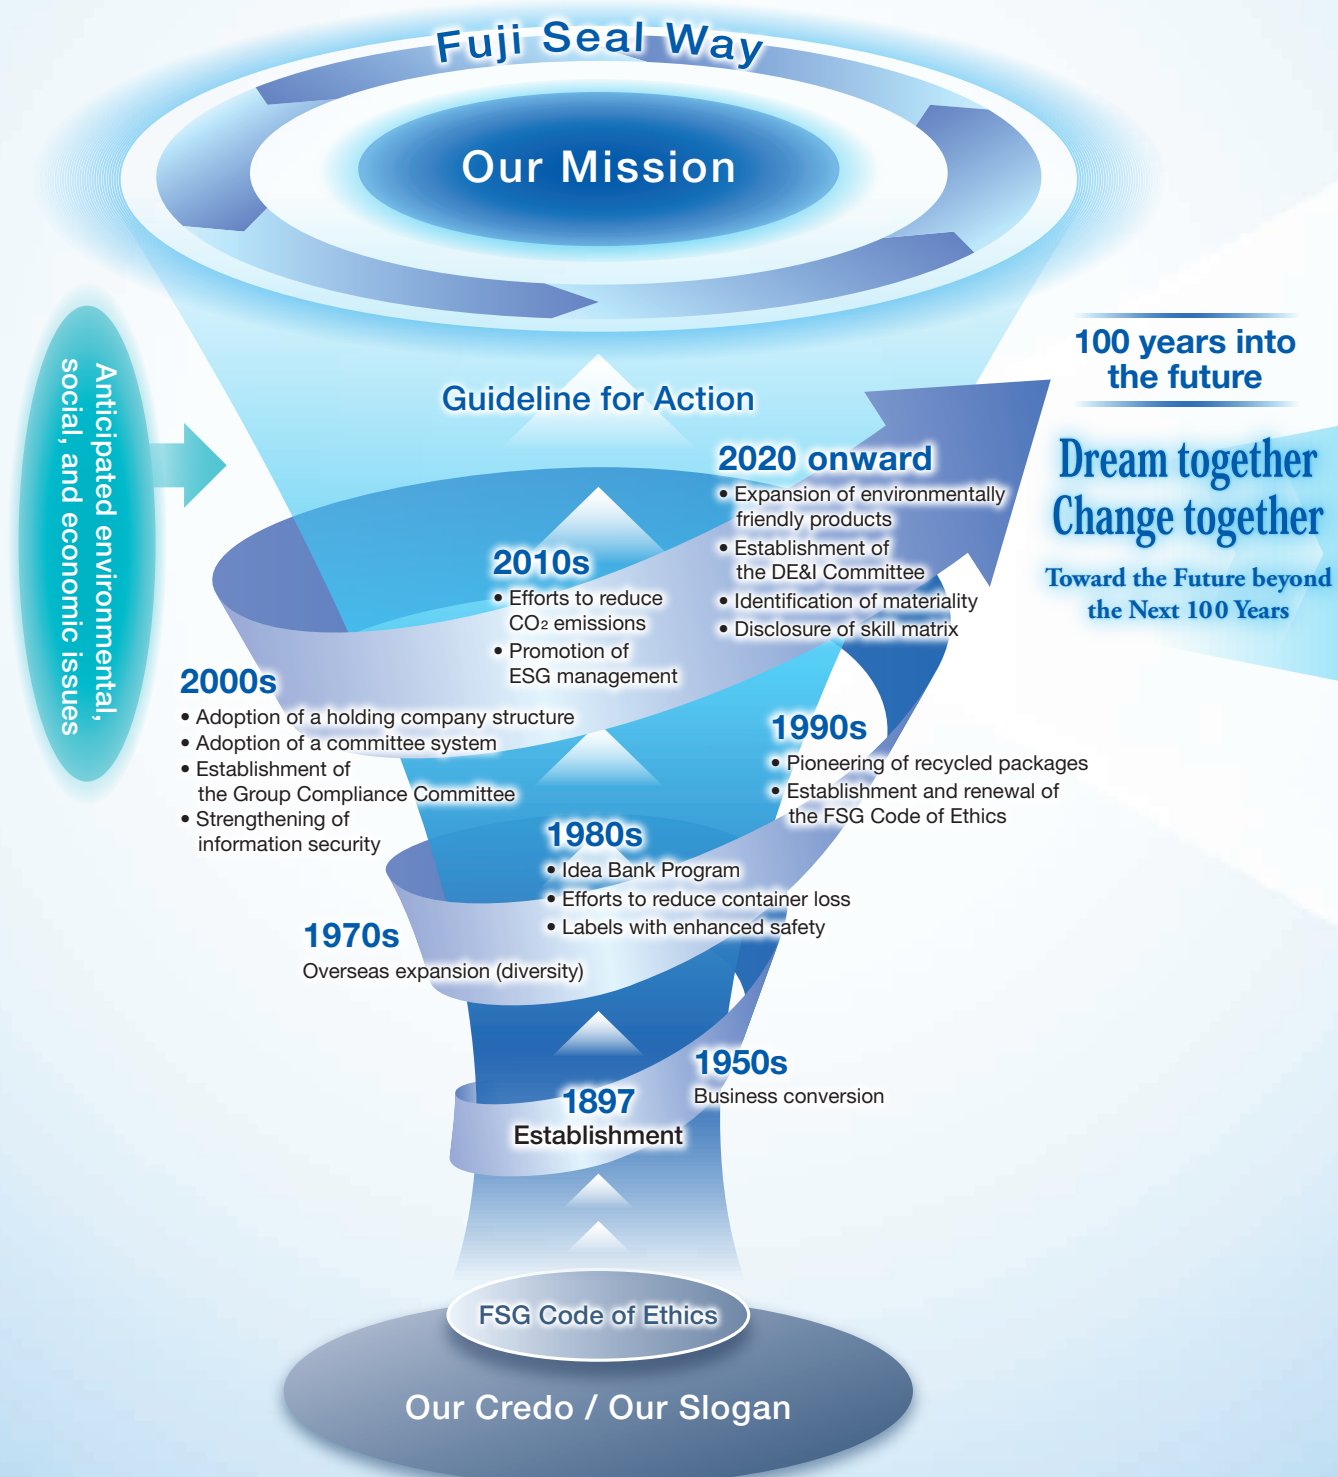 Fuji Seal Way
Our Mission
Anticipated environmental,
social, and economic issues
Guideline for Action
100 years into
the future
Dream together
Change together
Toward the Future beyond
the Next 100 Years
2020 onward
• Expansion of environmentally
friendly products
• Establishment of
the DE&I Committee
• Identification of materiality
• Disclosure of skill matrix
2010s
• Efforts to reduce
CO2 emissions
• Promotion of
ESG management
2000s
• Adoption of a holding company structure
• Adoption of a committee system
• Establishment of
the Group Compliance Committee
• Strengthening of
information security
1990s
• Pioneering of recycled packages
• Establishment and renewal of
the FSG Code of Ethics
1980s
• Idea Bank Program
• Efforts to reduce container loss
• Labels with enhanced safety
1970s
Overseas expansion (diversity)
1950s
Business conversion
1897
Establishment
FSG Code of Ethics
Our Credo / Our Slogan